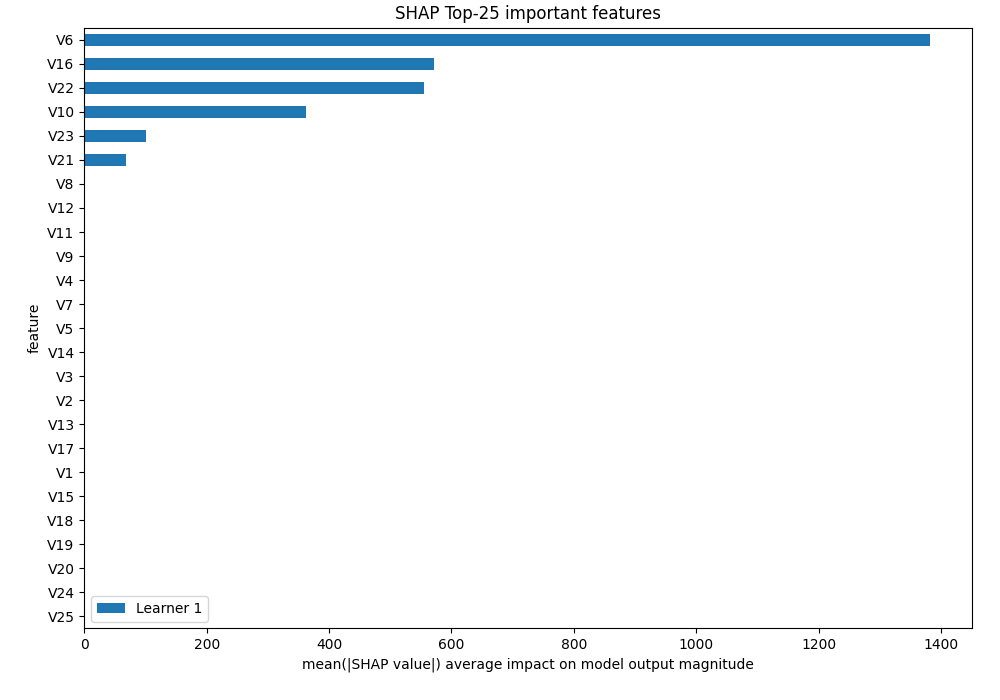 SHAP Top-25 important features
V6
V16
V22
V10
V23
V21
V8
V12
V11
V9
V4
V7
V5
V14
V3
V2
V13
V17
V1
V15
V18
V19
V20
V24
V25
feature
Learner 1
0 200 400 600 800 1000 1200 1400
mean(|SHAP value|) average impact on model output magnitude